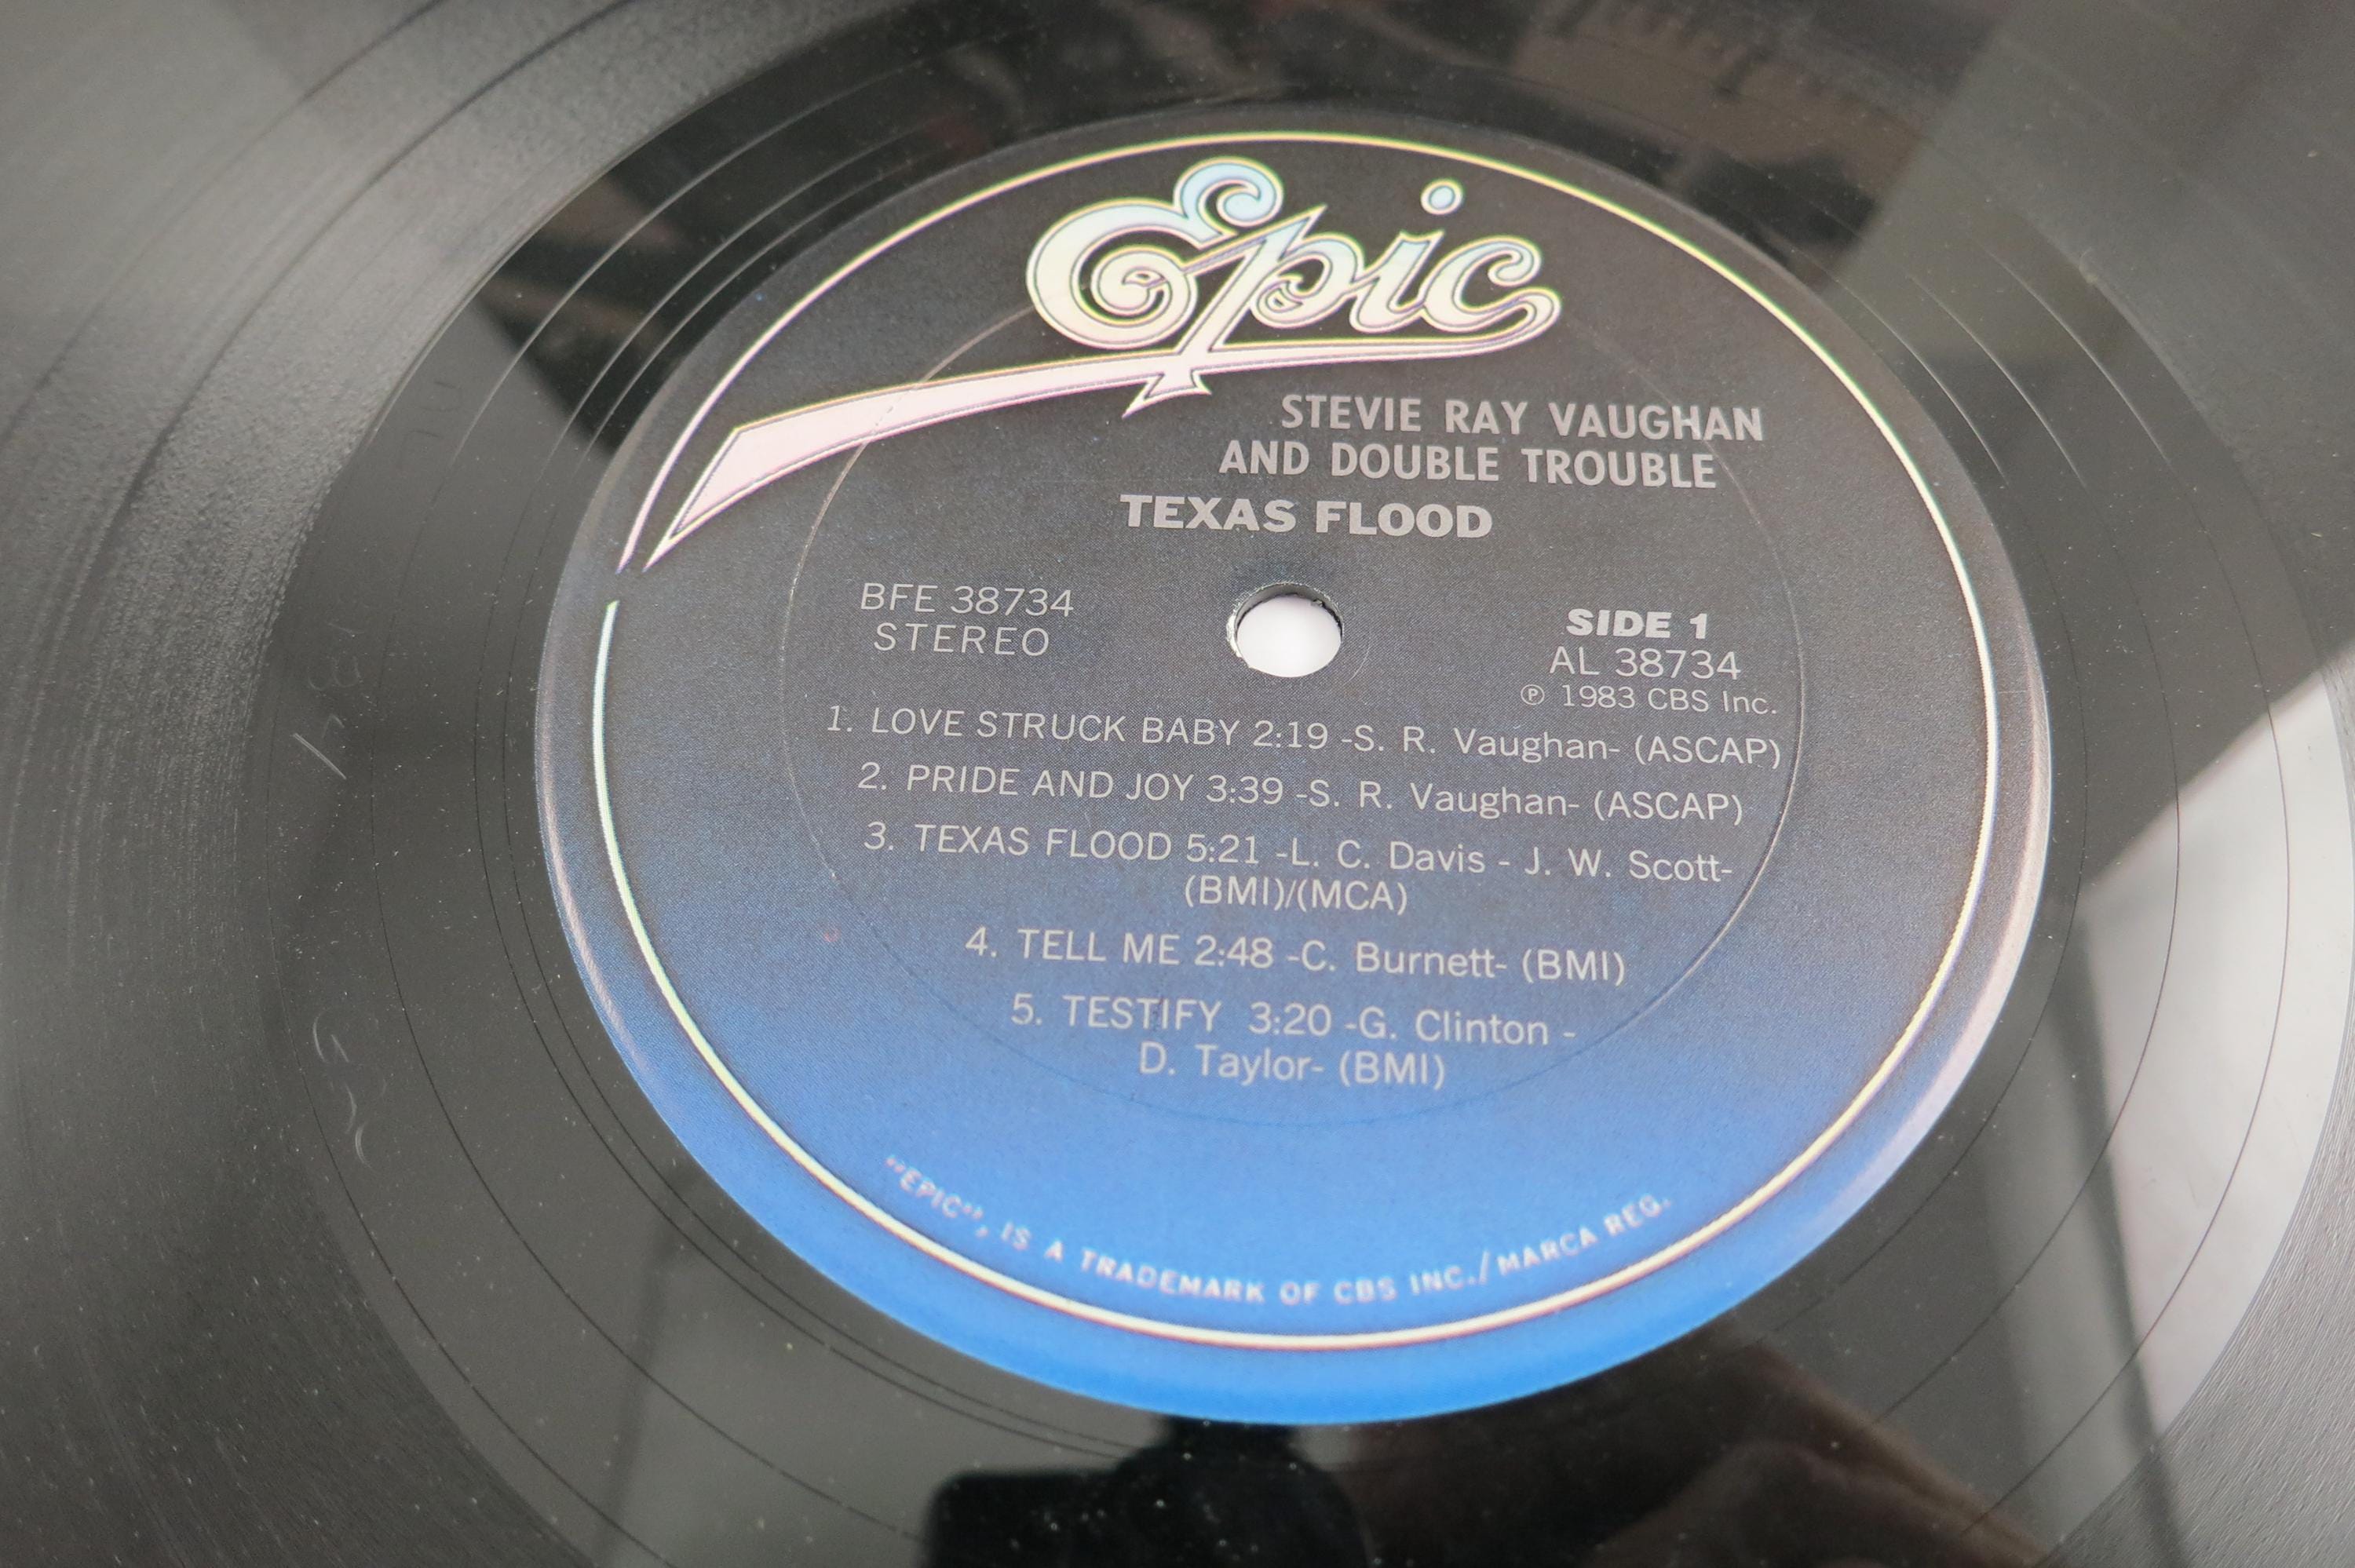 Epic
STEVIE RAY VAUGHAN
AND DOUBLE TROUBLE
TEXAS FLOOD
BFE 38734
STEREO
SIDE 1
AL 38734
℗ 1983 CBS Inc.
1. LOVE STRUCK BABY 2:19 -S. R. Vaughan- (ASCAP)
2. PRIDE AND JOY 3:39 -S. R. Vaughan- (ASCAP)
3. TEXAS FLOOD 5:21 -L. C. Davis - J. W. Scott-
(BMI)/(MCA)
4. TELL ME 2:48 -C. Burnett- (BMI)
5. TESTIFY 3:20 -G. Clinton -
D. Taylor- (BMI)
"EPIC", IS A TRADEMARK OF CBS INC./MARCA REG.